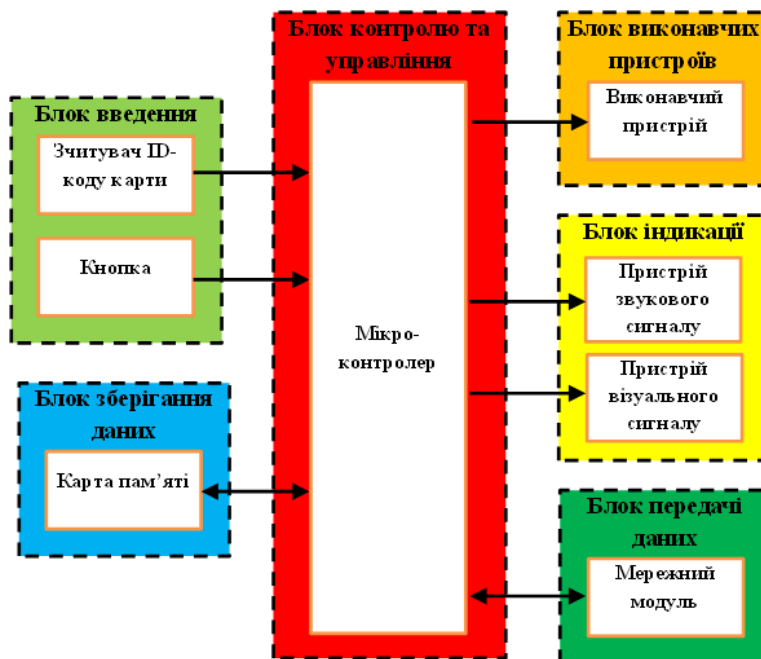 Блок введення
Зчитувач ID-
коду карти
Кнопка
Блок зберігання
даних
Карта пам’яті
Блок контролю та
управління
Мікро-
контролер
Блок виконавчих
пристроїв
Виконавчий
пристрій
Блок індикації
Пристрій
звукового
сигналу
Пристрій
візуального
сигналу
Блок передачі
даних
Мережний
модуль